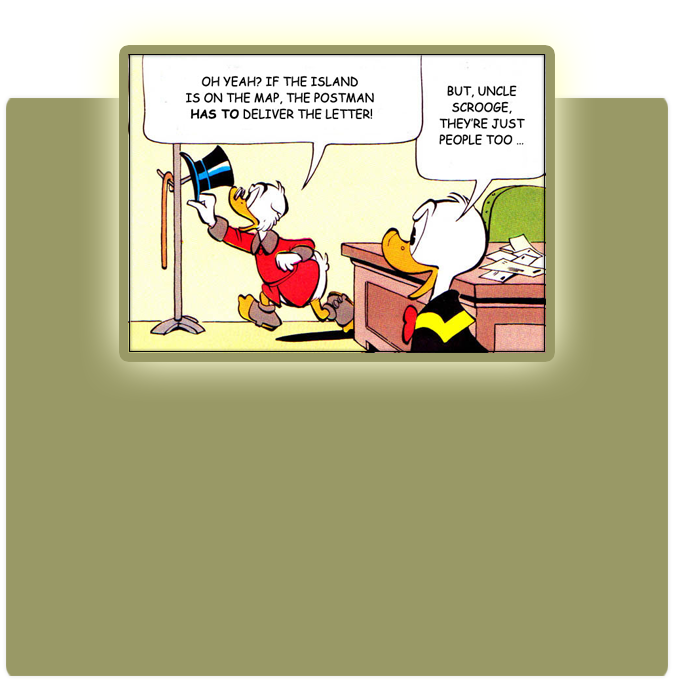 OH YEAH? IF THE ISLAND
IS ON THE MAP, THE POSTMAN
HAS TO DELIVER THE LETTER!
BUT, UNCLE
SCROOGE,
THEY'RE JUST
PEOPLE TOO ...